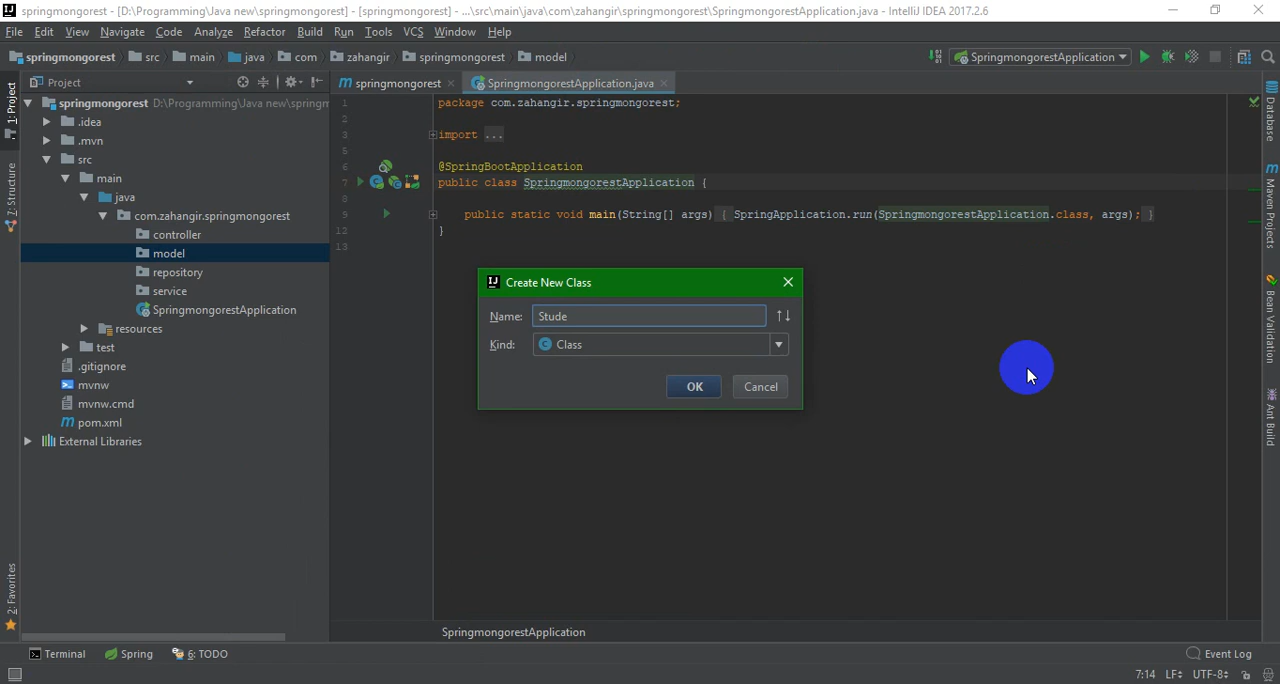 springmongorest - [D:\Programming\Java new\springmongorest] - [springmongorest] - ...\src\main\java\com\zahangir\springmongorest\SpringmongorestApplication.java - IntelliJ IDEA 2017.2.6
File Edit View Navigate Code Analyze Refactor Build Run Tools VCS Window Help
springmongorest src main java com zahangir springmongorest model SpringmongorestApplication
Project springmongorest SpringmongorestApplication.java
springmongorest D:\Programming\Java new\springm
.idea
.mvn
src
main
java
com.zahangir.springmongorest
controller
model
repository
service
SpringmongorestApplication
resources
test
.gitignore
mvnw
mvnw.cmd
pom.xml
External Libraries
1: Project
7: Structure
2: Favorites
1 package com.zahangir.springmongorest;
2
3 import ...
5
6 @SpringBootApplication
7 public class SpringmongorestApplication {
8
9 public static void main(String[] args) { SpringApplication.run(SpringmongorestApplication.class, args); }
12 }
13
Create New Class
Name: Stude
Kind: Class
OK Cancel
Database
Maven Projects
Bean Validation
Ant Build
SpringmongorestApplication
Terminal Spring 6: TODO Event Log
7:14 LF UTF-8